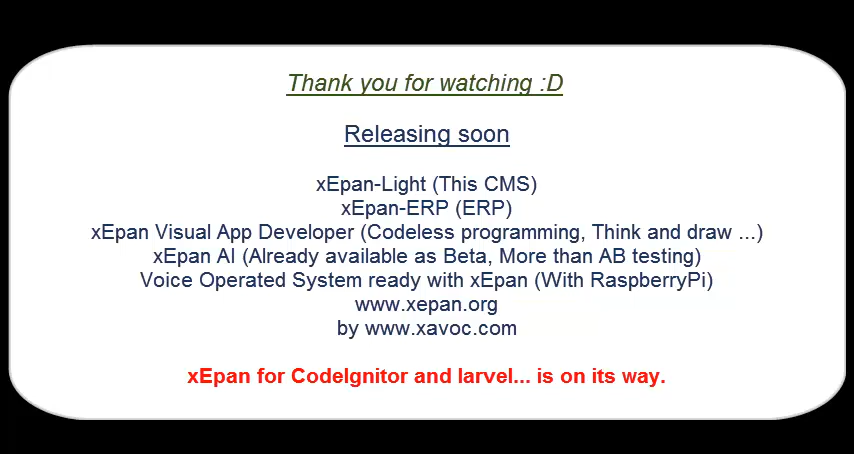 Thank you for watching :D
Releasing soon
xEpan-Light (This CMS)
xEpan-ERP (ERP)
xEpan Visual App Developer (Codeless programming, Think and draw ...)
xEpan AI (Already available as Beta, More than AB testing)
Voice Operated System ready with xEpan (With RaspberryPi)
www.xepan.org
by www.xavoc.com
xEpan for CodeIgnitor and larvel... is on its way.